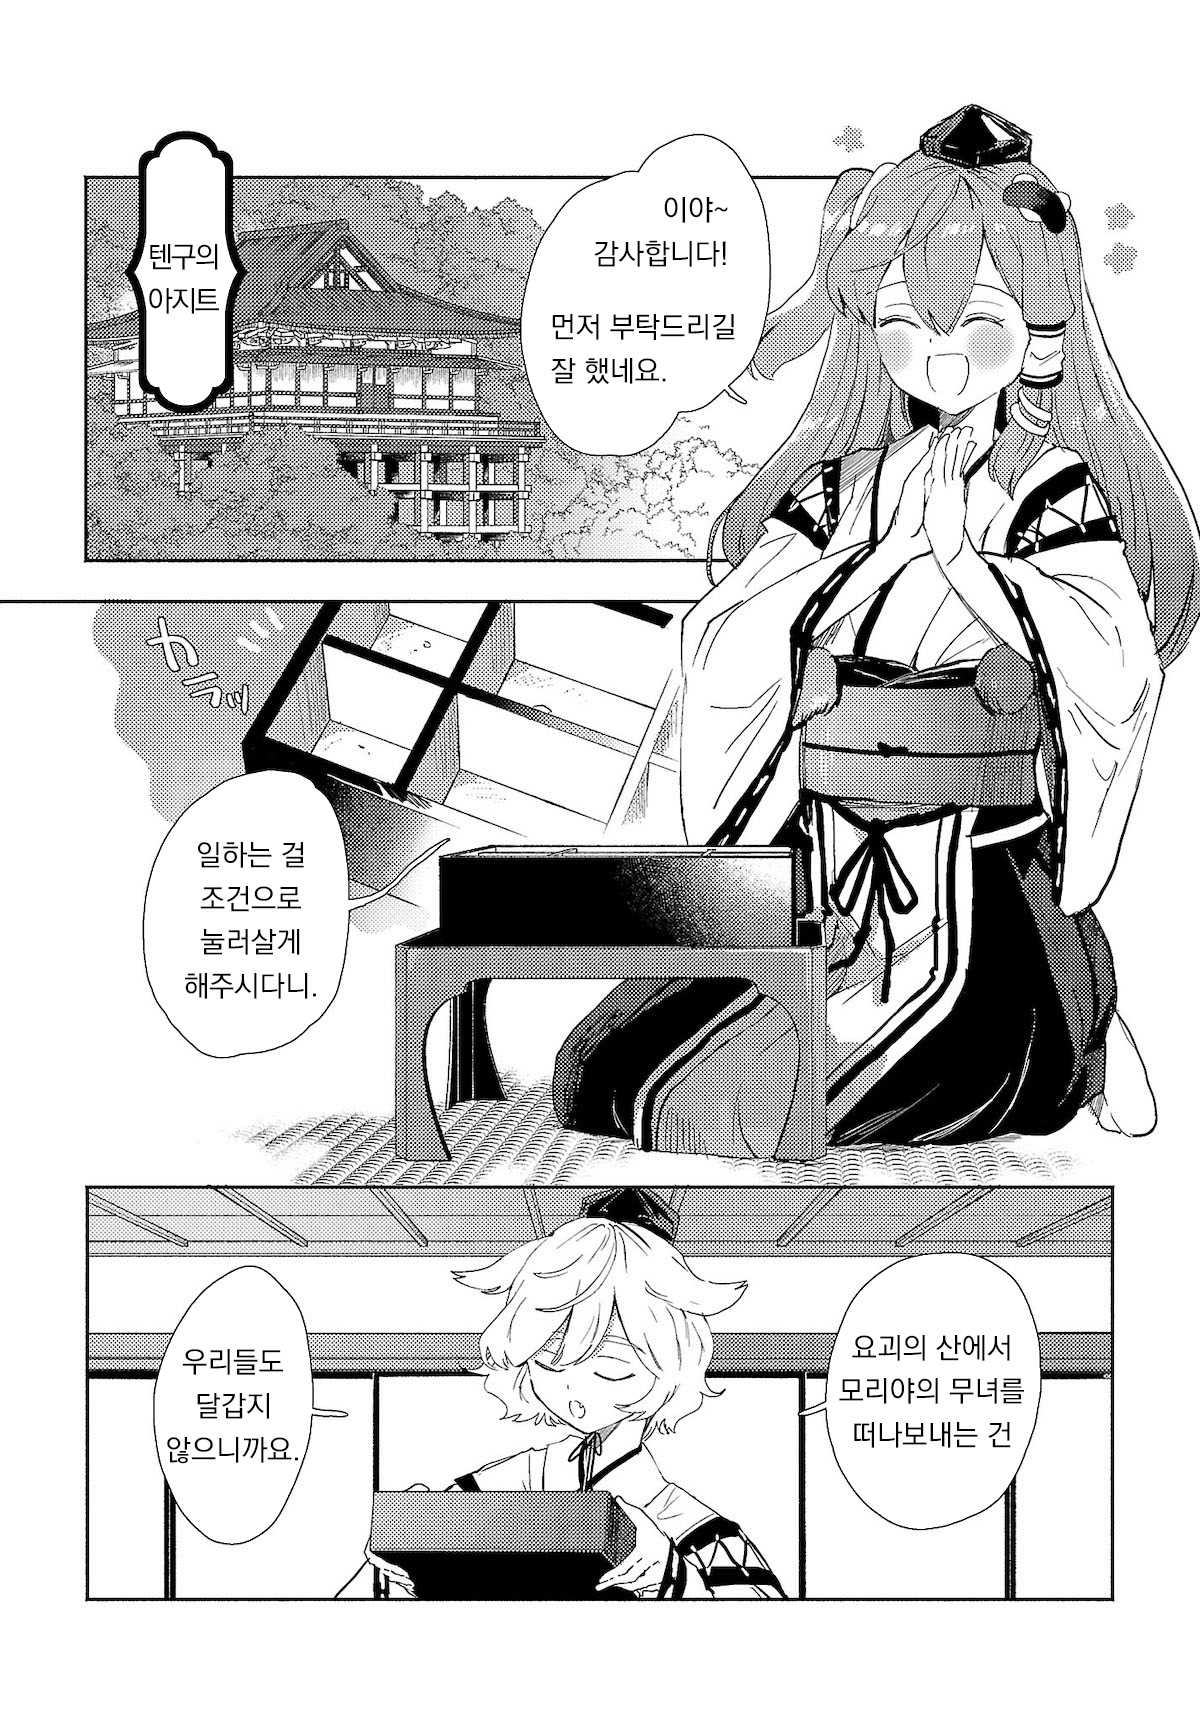 이야~
감사합니다!
먼저 부탁드리길
잘 했네요.
텐구의
아지트
カラッ
일하는 걸
조건으로
눌러살게
해주시다니.
요괴의 산에서
모리야의 무녀를
떠나보내는 건
우리들도
달갑지
않으니까요.